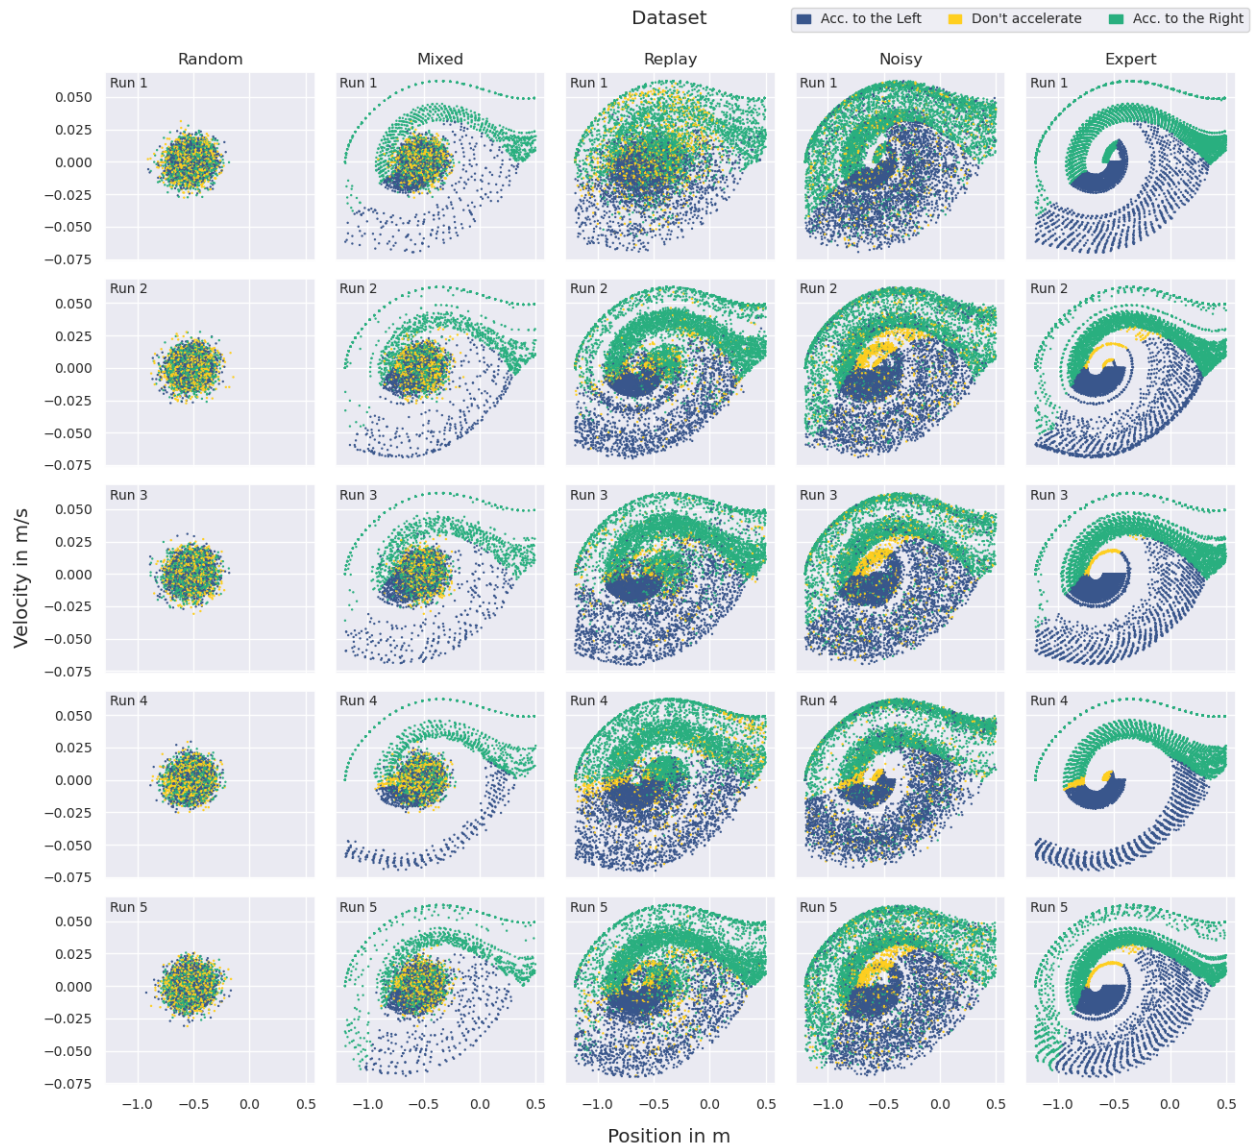 Dataset
Acc. to the Left Don't accelerate Acc. to the Right
Random Mixed Replay Noisy Expert
Run 1 Run 1 Run 1 Run 1 Run 1
0.050
0.025
0.000
−0.025
−0.050
−0.075
Run 2 Run 2 Run 2 Run 2 Run 2
0.050
0.025
0.000
−0.025
−0.050
−0.075
Run 3 Run 3 Run 3 Run 3 Run 3
0.050
0.025
0.000
−0.025
−0.050
−0.075
Run 4 Run 4 Run 4 Run 4 Run 4
0.050
0.025
0.000
−0.025
−0.050
−0.075
Run 5 Run 5 Run 5 Run 5 Run 5
0.050
0.025
0.000
−0.025
−0.050
−0.075
−1.0 −0.5 0.0 0.5 −1.0 −0.5 0.0 0.5 −1.0 −0.5 0.0 0.5 −1.0 −0.5 0.0 0.5 −1.0 −0.5 0.0 0.5
Velocity in m/s
Position in m